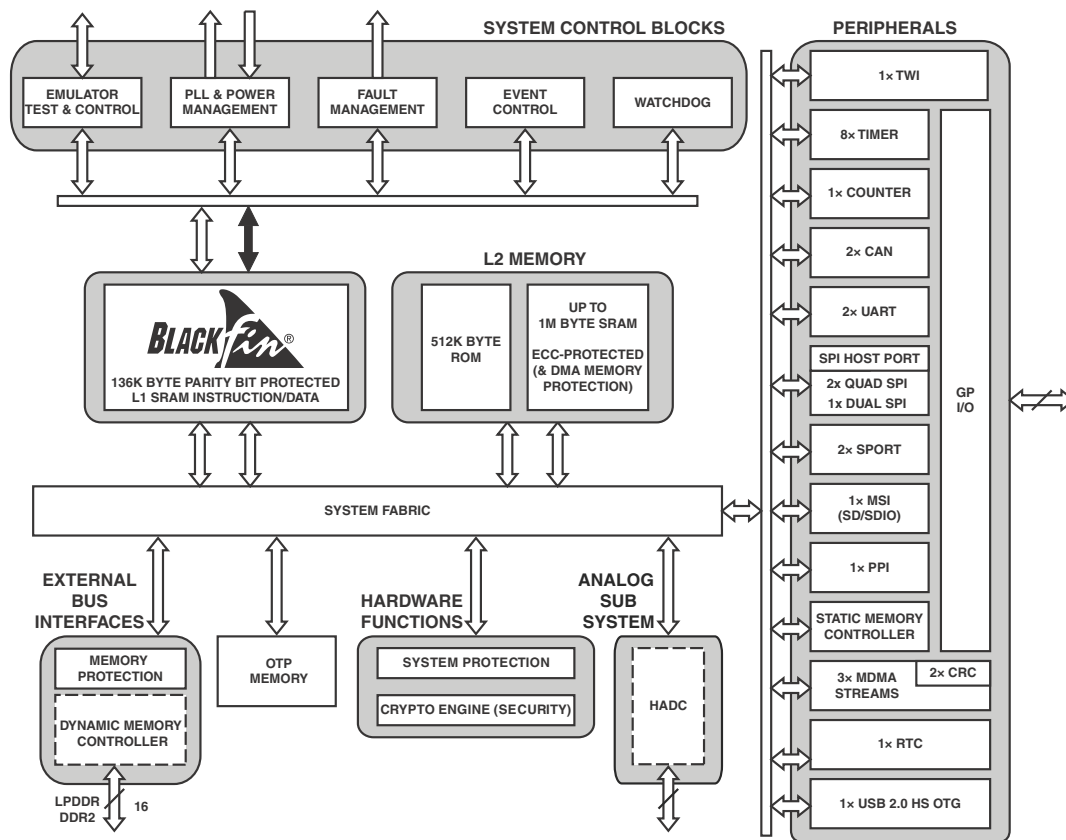 SYSTEM CONTROL BLOCKS
EMULATOR
TEST & CONTROL
PLL & POWER
MANAGEMENT
FAULT
MANAGEMENT
EVENT
CONTROL
WATCHDOG
BLACKfin®
136K BYTE PARITY BIT PROTECTED
L1 SRAM INSTRUCTION/DATA
L2 MEMORY
512K BYTE
ROM
UP TO
1M BYTE SRAM
ECC-PROTECTED
(& DMA MEMORY
PROTECTION)
SYSTEM FABRIC
EXTERNAL
BUS
INTERFACES
MEMORY
PROTECTION
DYNAMIC MEMORY
CONTROLLER
LPDDR
DDR2
16
OTP
MEMORY
HARDWARE
FUNCTIONS
SYSTEM PROTECTION
CRYPTO ENGINE (SECURITY)
ANALOG
SUB
SYSTEM
HADC
PERIPHERALS
1× TWI
8× TIMER
1× COUNTER
2× CAN
2× UART
SPI HOST PORT
2× QUAD SPI
1× DUAL SPI
2× SPORT
1× MSI
(SD/SDIO)
1× PPI
STATIC MEMORY
CONTROLLER
3× MDMA
STREAMS
2× CRC
1× RTC
1× USB 2.0 HS OTG
GP
I/O